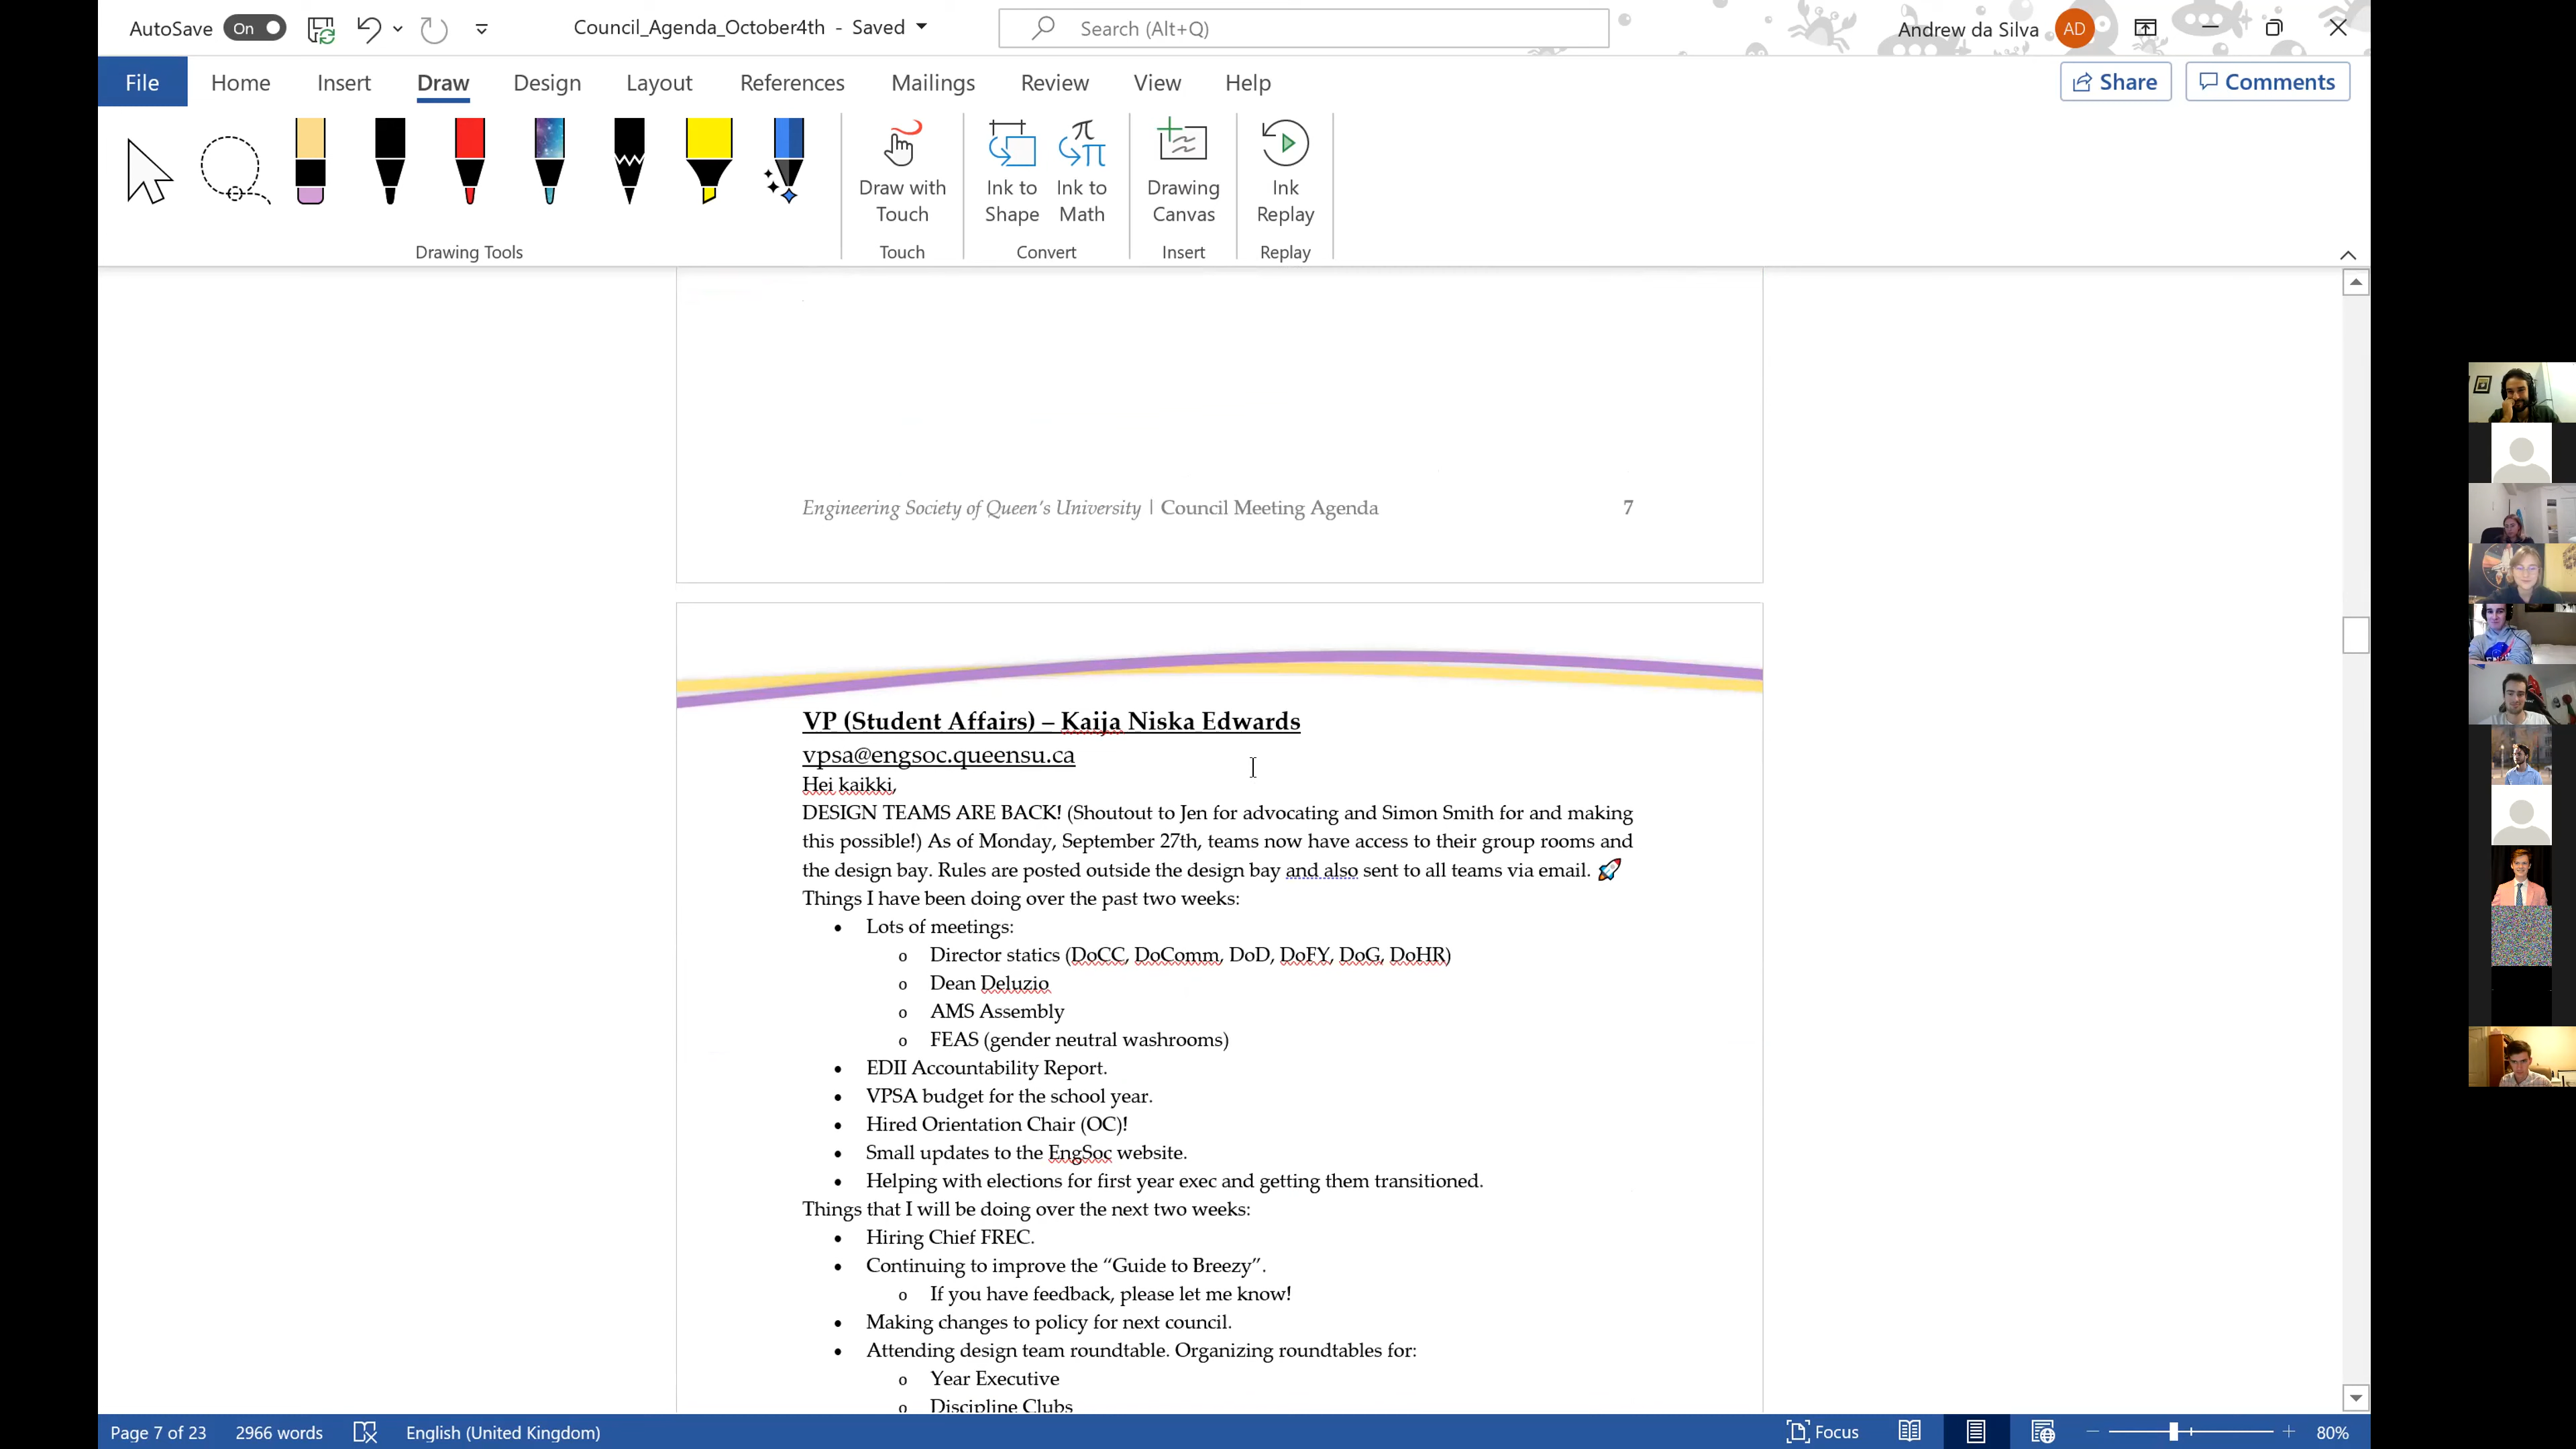 AutoSave On Council_Agenda_October4th - Saved Search (Alt+Q) Andrew da Silva AD
File Home Insert Draw Design Layout References Mailings Review View Help Share Comments
Draw with Touch
Ink to Shape
Ink to Math
Drawing Canvas
Ink Replay
Drawing Tools Touch Convert Insert Replay
Engineering Society of Queen's University | Council Meeting Agenda 7
VP (Student Affairs) – Kaija Niska Edwards
vpsa@engsoc.queensu.ca
Hei kaikki,
DESIGN TEAMS ARE BACK! (Shoutout to Jen for advocating and Simon Smith for and making
this possible!) As of Monday, September 27th, teams now have access to their group rooms and
the design bay. Rules are posted outside the design bay and also sent to all teams via email. 🚀
Things I have been doing over the past two weeks:
• Lots of meetings:
o Director statics (DoCC, DoComm, DoD, DoFY, DoG, DoHR)
o Dean Deluzio
o AMS Assembly
o FEAS (gender neutral washrooms)
• EDII Accountability Report.
• VPSA budget for the school year.
• Hired Orientation Chair (OC)!
• Small updates to the EngSoc website.
• Helping with elections for first year exec and getting them transitioned.
Things that I will be doing over the next two weeks:
• Hiring Chief FREC.
• Continuing to improve the “Guide to Breezy”.
o If you have feedback, please let me know!
• Making changes to policy for next council.
• Attending design team roundtable. Organizing roundtables for:
o Year Executive
o Discipline Clubs
Page 7 of 23 2966 words English (United Kingdom) Focus 80%